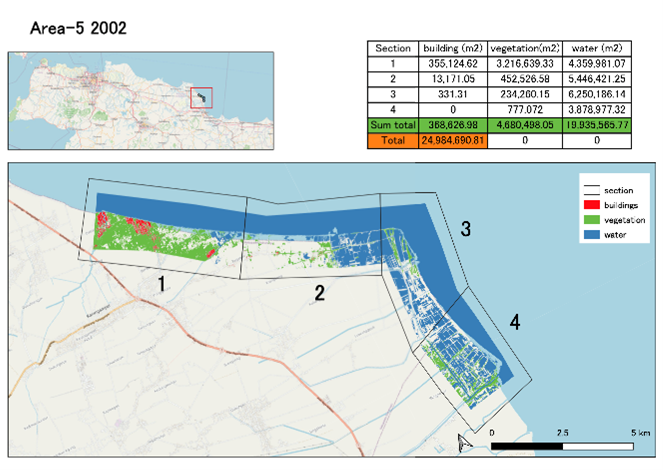 Area-5 2002
Section building (m2) vegetation(m2) water (m2)
1 355,124.62 3,216,639.33 4,359,981.07
2 13,171.05 452,526.58 5,446,421.25
3 331.31 234,260.15 6,250,186.14
4 0 777.072 3.878,977.32
Sum total 368,626.98 4,680,498.05 19.935,565.77
Total 24,984,690.81 0 0
section
buildings
vegetation
water
1
2
3
4
0 2.5 5 km